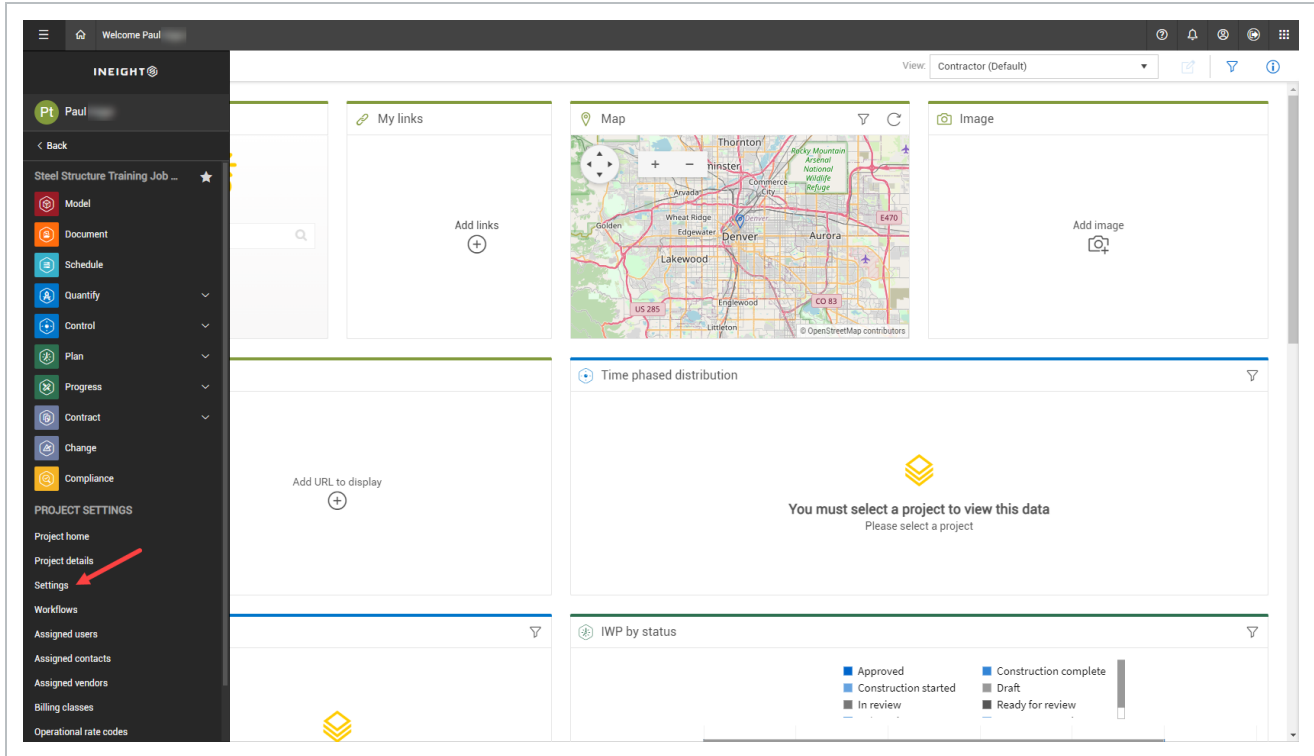 Welcome Paul
INEIGHT
View: Contractor (Default)
Pt Paul
< Back
Steel Structure Training Job ...
Model
Document
Schedule
Quantify
Control
Plan
Progress
Contract
Change
Compliance
PROJECT SETTINGS
Project home
Project details
Settings
Workflows
Assigned users
Assigned contacts
Assigned vendors
Billing classes
Operational rate codes
My links
Add links
Map
+ −
Thornton
minster
Rocky Mountain
Arsenal
National
Wildlife
Refuge
Commerce
City
Arvada
Wheat Ridge
Denver
E470
Golden
Edgewater
Denver
Aurora
Lakewood
US 285
Englewood
CO 83
Littleton
© OpenStreetMap contributors
Image
Add image
Add URL to display
Time phased distribution
You must select a project to view this data
Please select a project
IWP by status
Approved
Construction complete
Construction started
Draft
In review
Ready for review